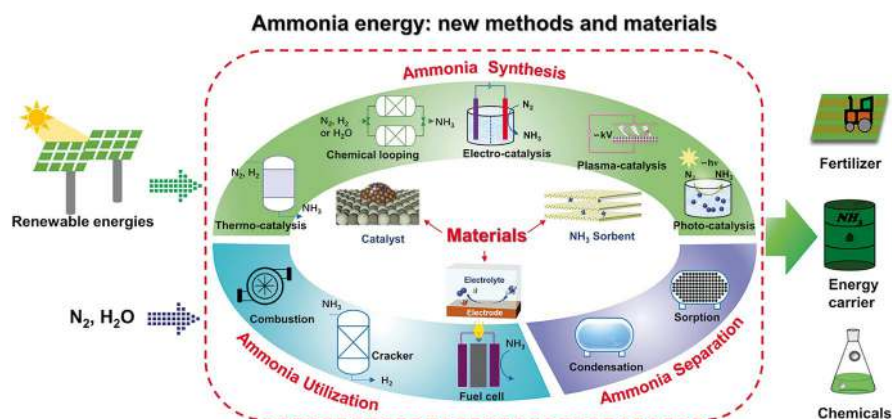 Ammonia energy: new methods and materials
Ammonia Synthesis
N₂, H₂
or H₂O
NH₃
Chemical looping
N₂
NH₃
Electro-catalysis
~kV
Plasma-catalysis
~hv
N₂
NH₃
Photo-catalysis
N₂, H₂
NH₃
Thermo-catalysis
Renewable energies
N₂, H₂O
Catalyst
Materials
NH₃ Sorbent
Electrolyte
Electrode
Combustion
NH₃
Cracker
H₂
NH₃
Fuel cell
Ammonia Utilization
Condensation
Sorption
Ammonia Separation
Fertilizer
NH₃
Energy
carrier
Chemicals